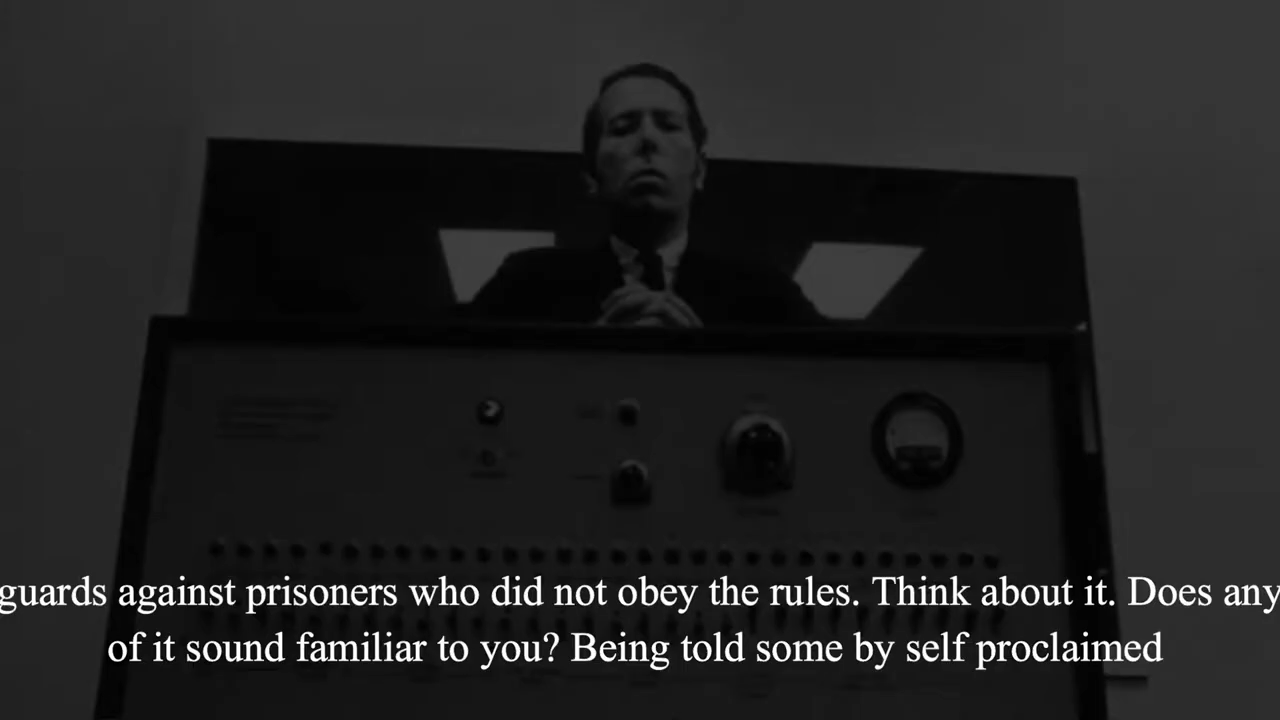 guards against prisoners who did not obey the rules. Think about it. Does any
of it sound familiar to you? Being told some by self proclaimed